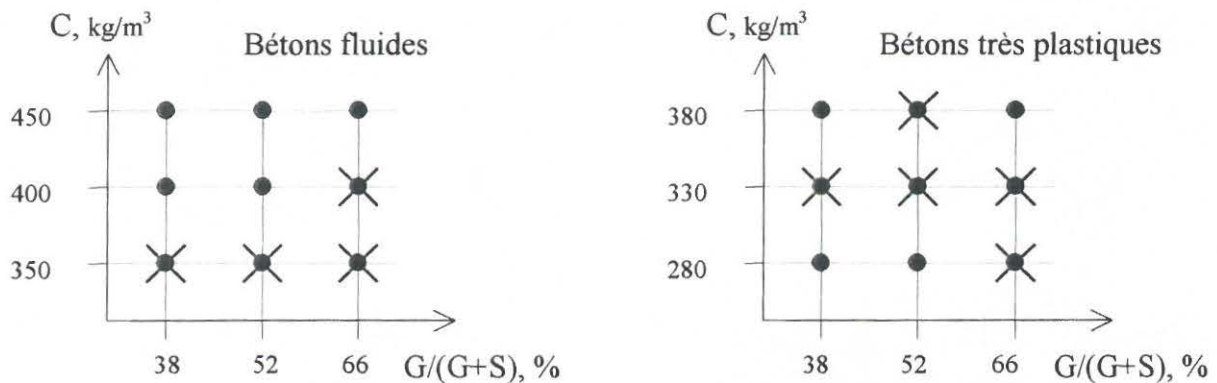 C, kg/m³
Bétons fluides
450
400
350
38 52 66 G/(G+S), %
C, kg/m³
Bétons très plastiques
380
330
280
38 52 66 G/(G+S), %